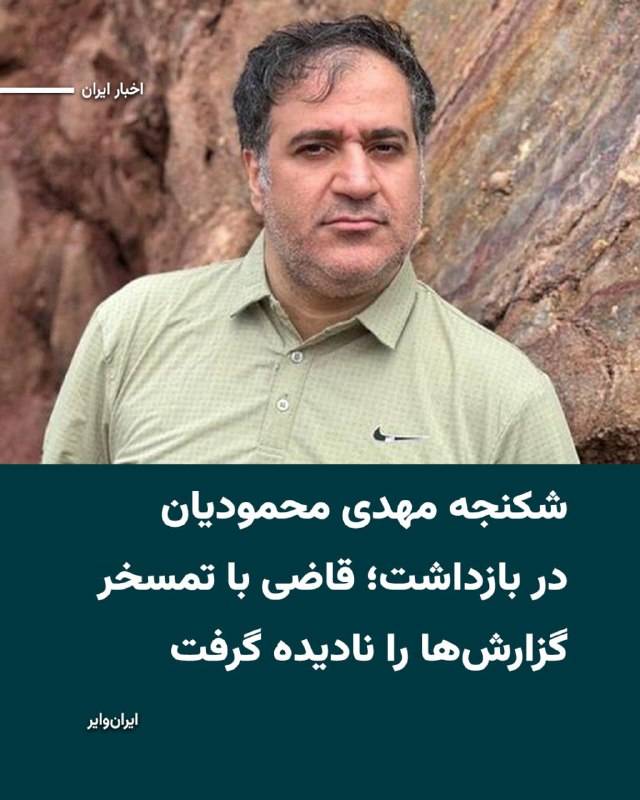 اخبار ایران
شکنجه مهدی محمودیان
در بازداشت؛ قاضی با تمسخر
گزارش‌ها را نادیده گرفت
ایران‌وایر